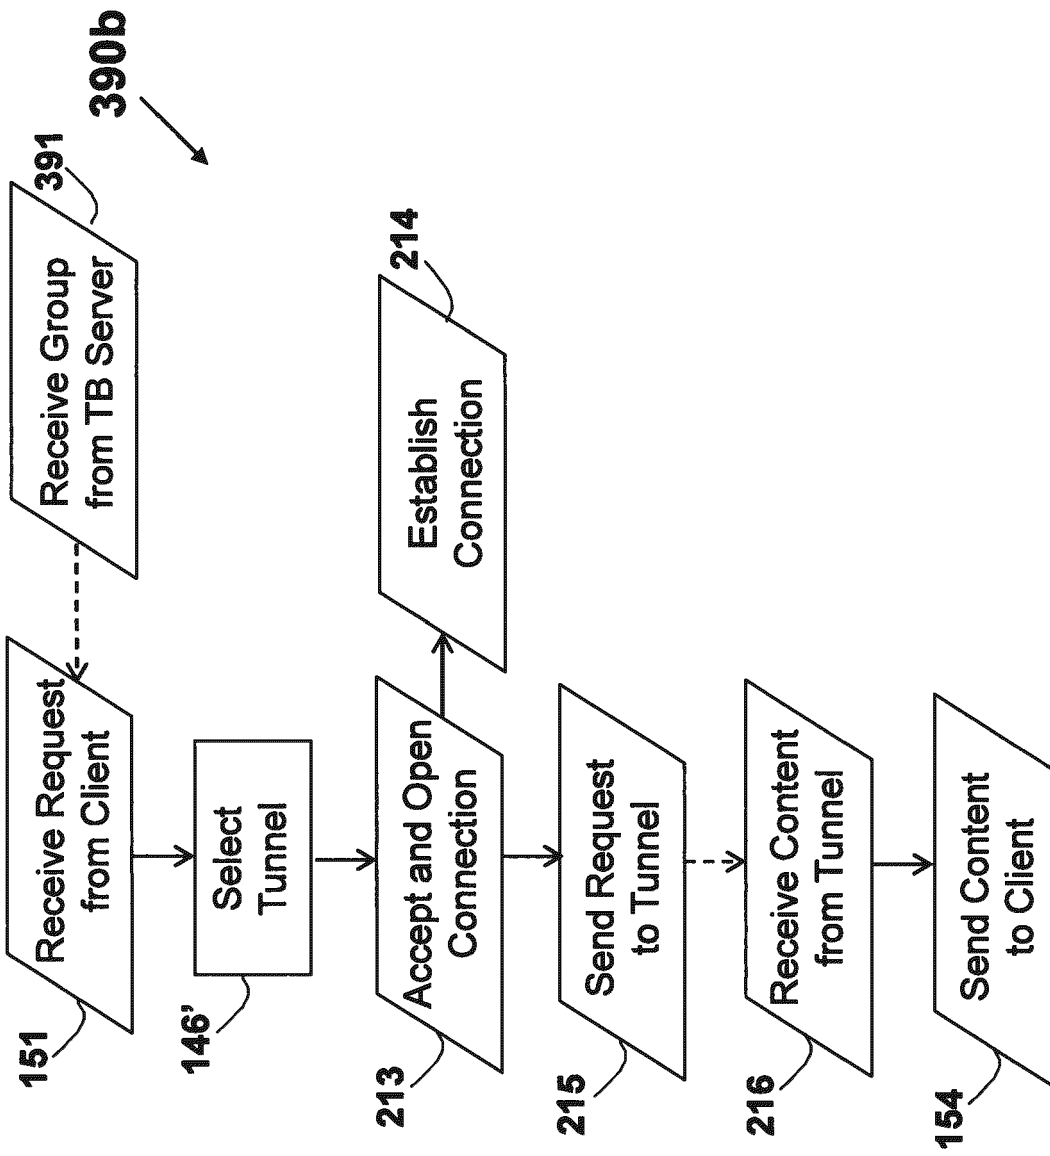 390b
391
Receive Group
from TB Server
151
Receive Request
from Client
146'
Select
Tunnel
213
Accept and Open
Connection
214
Establish
Connection
215
Send Request
to Tunnel
216
Receive Content
from Tunnel
154
Send Content
to Client